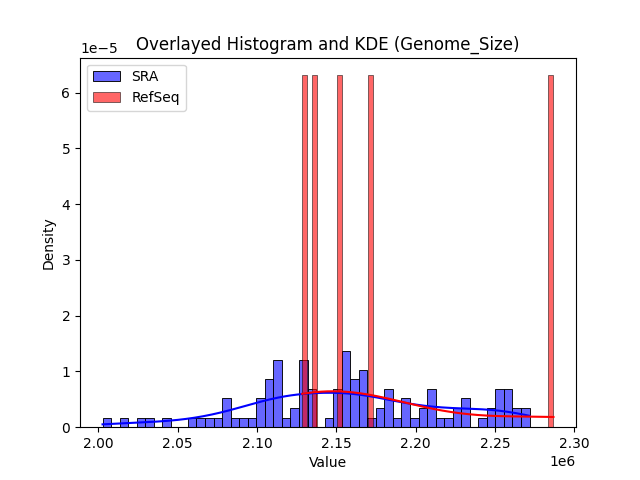 Overlayed Histogram and KDE (Genome_Size)
1e−5
SRA
RefSeq
6
5
4
3
2
1
0
Density
2.00 2.05 2.10 2.15 2.20 2.25 2.30
Value
1e6